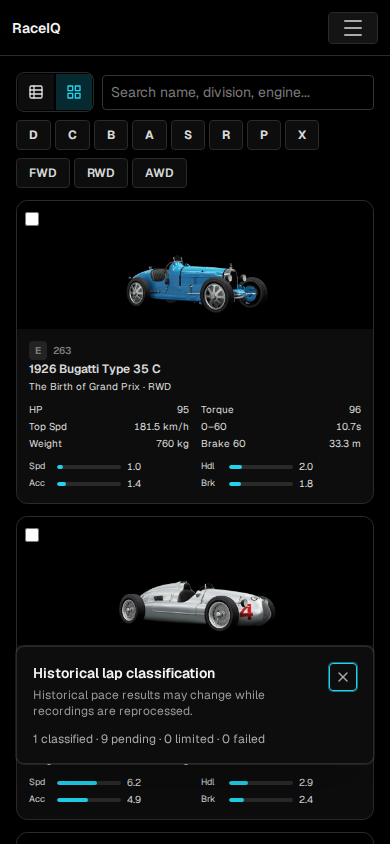 RaceIQ
Search name, division, engine...
D C B A S R P X
FWD RWD AWD
E 263
1926 Bugatti Type 35 C
The Birth of Grand Prix · RWD
HP 95 Torque 96
Top Spd 181.5 km/h 0–60 10.7s
Weight 760 kg Brake 60 33.3 m
Spd 1.0 Hdl 2.0
Acc 1.4 Brk 1.8
4
Historical lap classification
Historical pace results may change while
recordings are reprocessed.
1 classified · 9 pending · 0 limited · 0 failed
Spd 6.2 Hdl 2.9
Acc 4.9 Brk 2.4